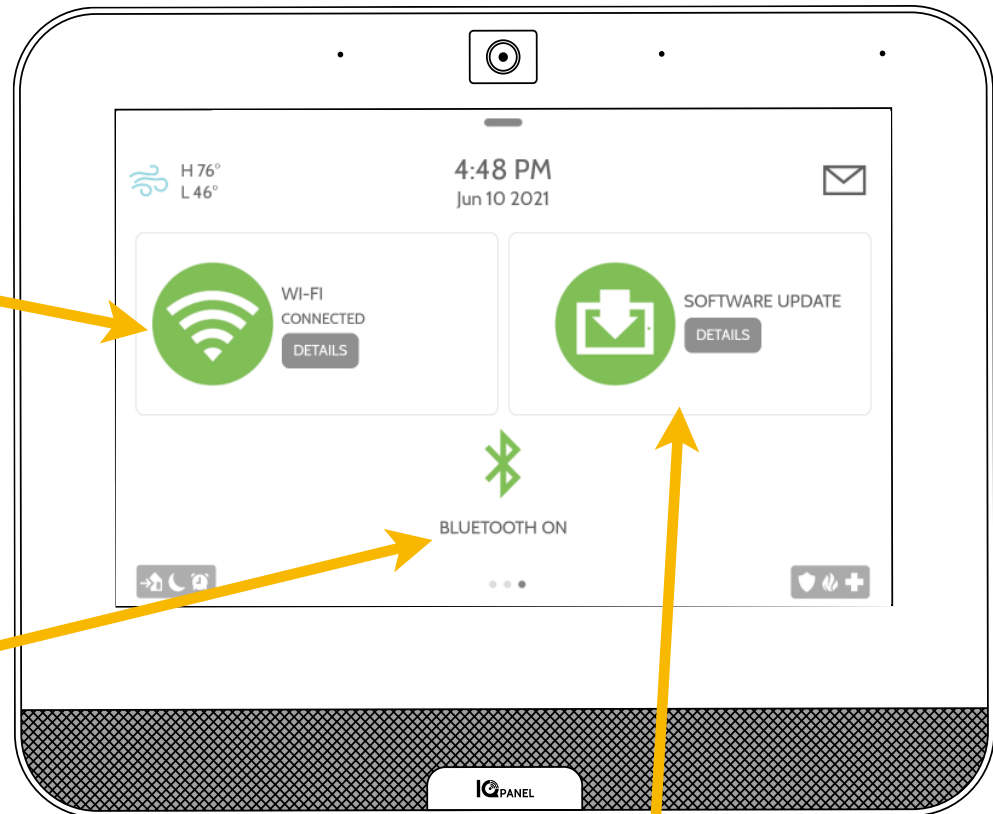 H 76°
L 46°
4:48 PM
Jun 10 2021
WI-FI
CONNECTED
DETAILS
SOFTWARE UPDATE
DETAILS
BLUETOOTH ON
IQ PANEL